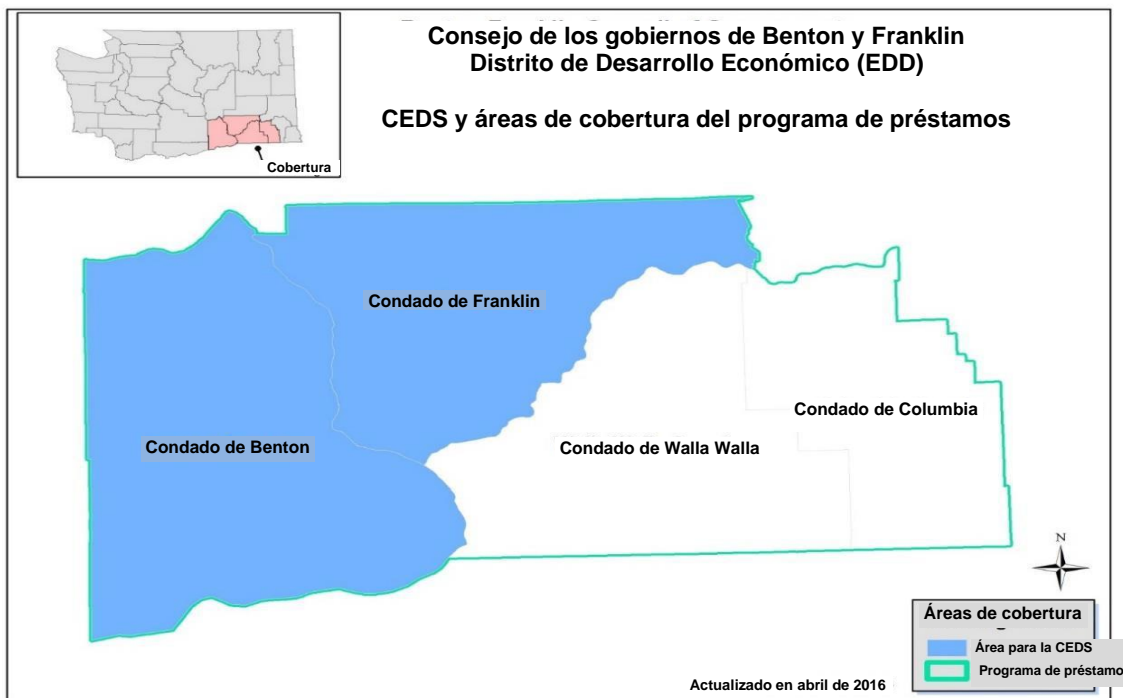 Consejo de los gobiernos de Benton y Franklin
Distrito de Desarrollo Económico (EDD)
CEDS y áreas de cobertura del programa de préstamos
Cobertura
Condado de Franklin
Condado de Columbia
Condado de Benton
Condado de Walla Walla
N
Áreas de cobertura
Área para la CEDS
Programa de préstamo
Actualizado en abril de 2016